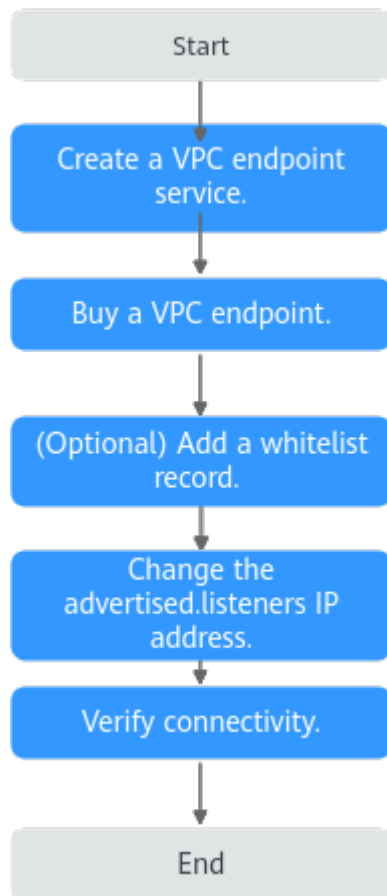 Start
Create a VPC endpoint
service.
Buy a VPC endpoint.
(Optional) Add a whitelist
record.
Change the
advertised.listeners IP
address.
Verify connectivity.
End